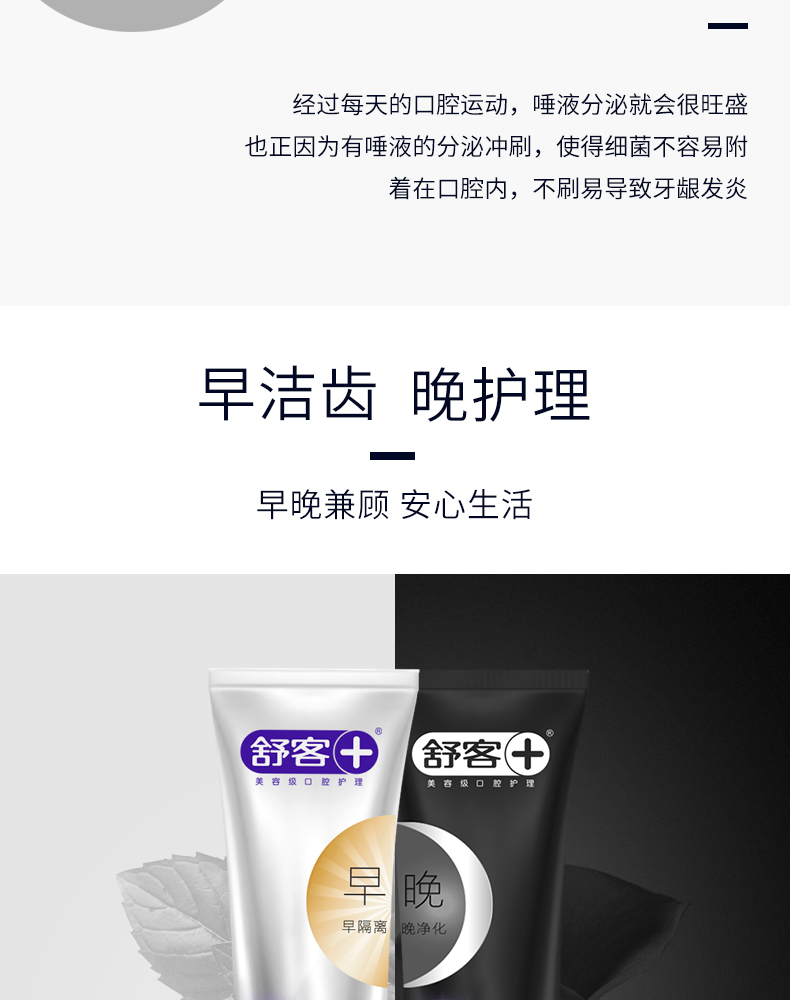 经过每天的口腔运动，唾液分泌就会很旺盛
也正因为有唾液的分泌冲刷，使得细菌不容易附
着在口腔内，不刷易导致牙龈发炎
早洁齿 晚护理
早晚兼顾 安心生活
舒客+®
美容级口腔护理
早
早隔离
舒客+®
美容级口腔护理
晚
晚净化